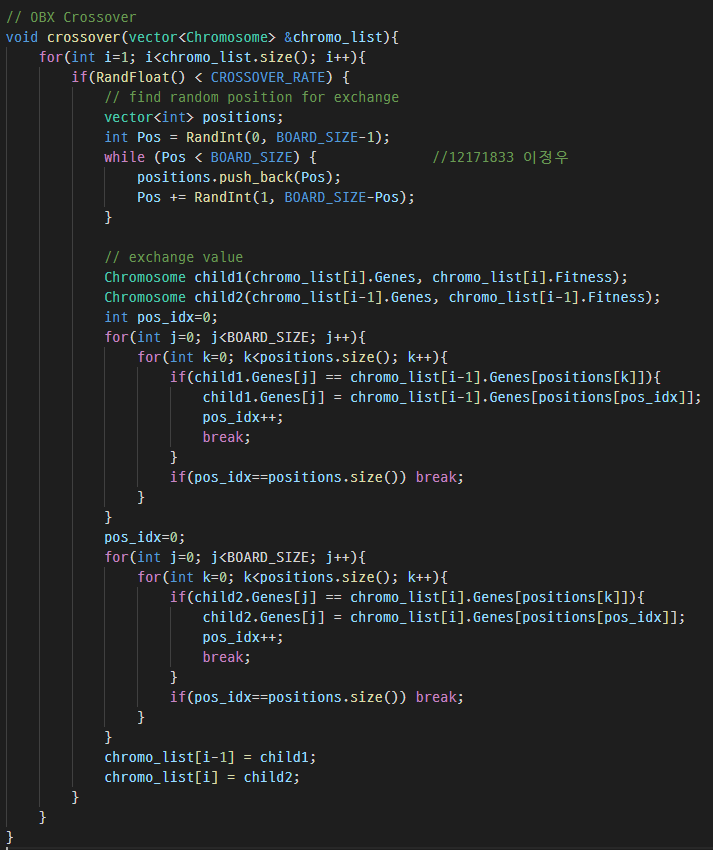 // OBX Crossover
void crossover(vector<Chromosome> &chromo_list){
    for(int i=1; i<chromo_list.size(); i++){
        if(RandFloat() < CROSSOVER_RATE) {
            // find random position for exchange
            vector<int> positions;
            int Pos = RandInt(0, BOARD_SIZE-1);
            while (Pos < BOARD_SIZE) {              //12171833 이정우
                positions.push_back(Pos);
                Pos += RandInt(1, BOARD_SIZE-Pos);
            }

            // exchange value
            Chromosome child1(chromo_list[i].Genes, chromo_list[i].Fitness);
            Chromosome child2(chromo_list[i-1].Genes, chromo_list[i-1].Fitness);
            int pos_idx=0;
            for(int j=0; j<BOARD_SIZE; j++){
                for(int k=0; k<positions.size(); k++){
                    if(child1.Genes[j] == chromo_list[i-1].Genes[positions[k]]){
                        child1.Genes[j] = chromo_list[i-1].Genes[positions[pos_idx]];
                        pos_idx++;
                        break;
                    }
                    if(pos_idx==positions.size()) break;
                }
            }
            pos_idx=0;
            for(int j=0; j<BOARD_SIZE; j++){
                for(int k=0; k<positions.size(); k++){
                    if(child2.Genes[j] == chromo_list[i].Genes[positions[k]]){
                        child2.Genes[j] = chromo_list[i].Genes[positions[pos_idx]];
                        pos_idx++;
                        break;
                    }
                    if(pos_idx==positions.size()) break;
                }
            }
            chromo_list[i-1] = child1;
            chromo_list[i] = child2;
        }
    }
}